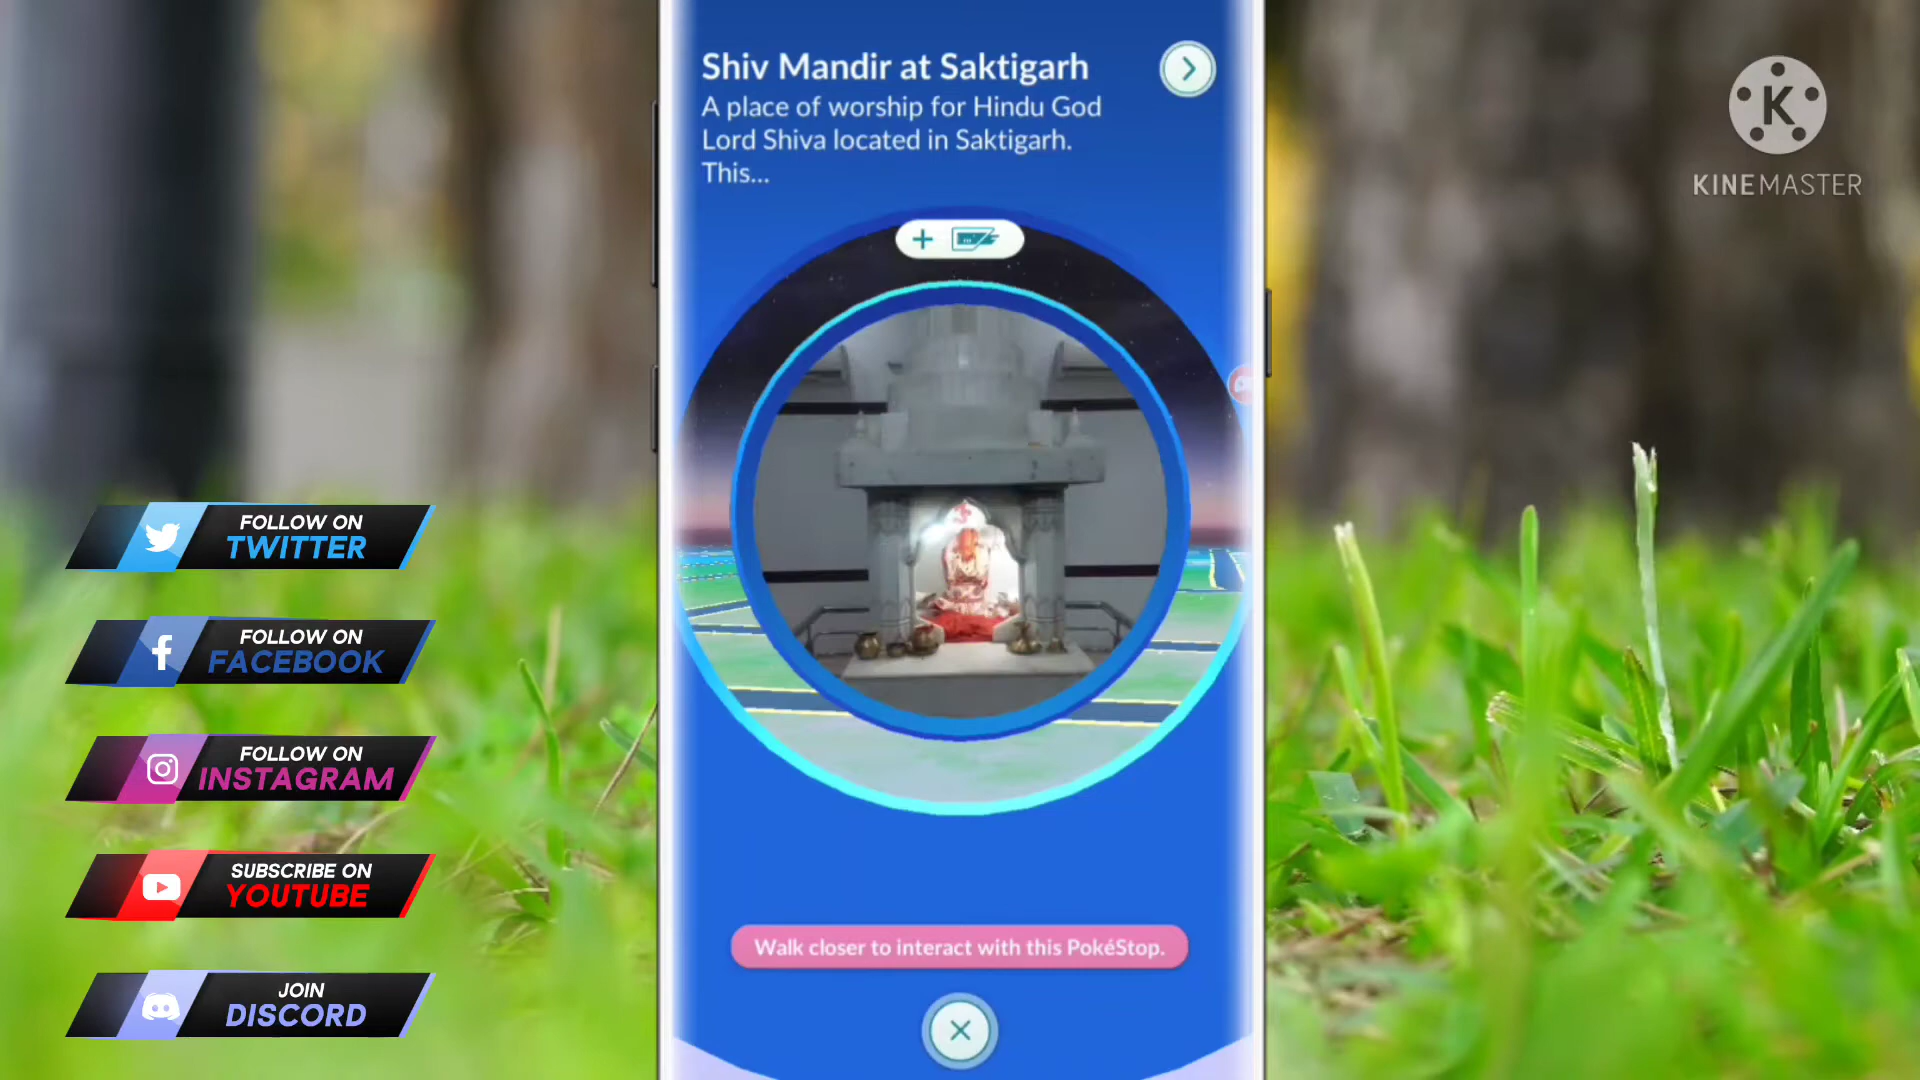 Shiv Mandir at Saktigarh
A place of worship for Hindu God
Lord Shiva located in Saktigarh.
This...
K
KINEMASTER
FOLLOW ON
TWITTER
FOLLOW ON
FACEBOOK
FOLLOW ON
INSTAGRAM
SUBSCRIBE ON
YOUTUBE
JOIN
DISCORD
Walk closer to interact with this PokéStop.